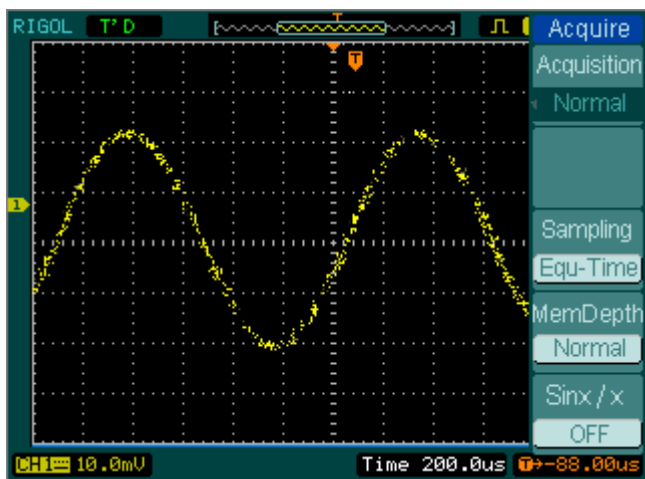 RIGOL T'D T
Acquire
T
Acquisition
Normal
1
Sampling
Equ-Time
MemDepth
Normal
Sinx/x
OFF
CH1 10.0mV Time 200.0us T→-88.00us